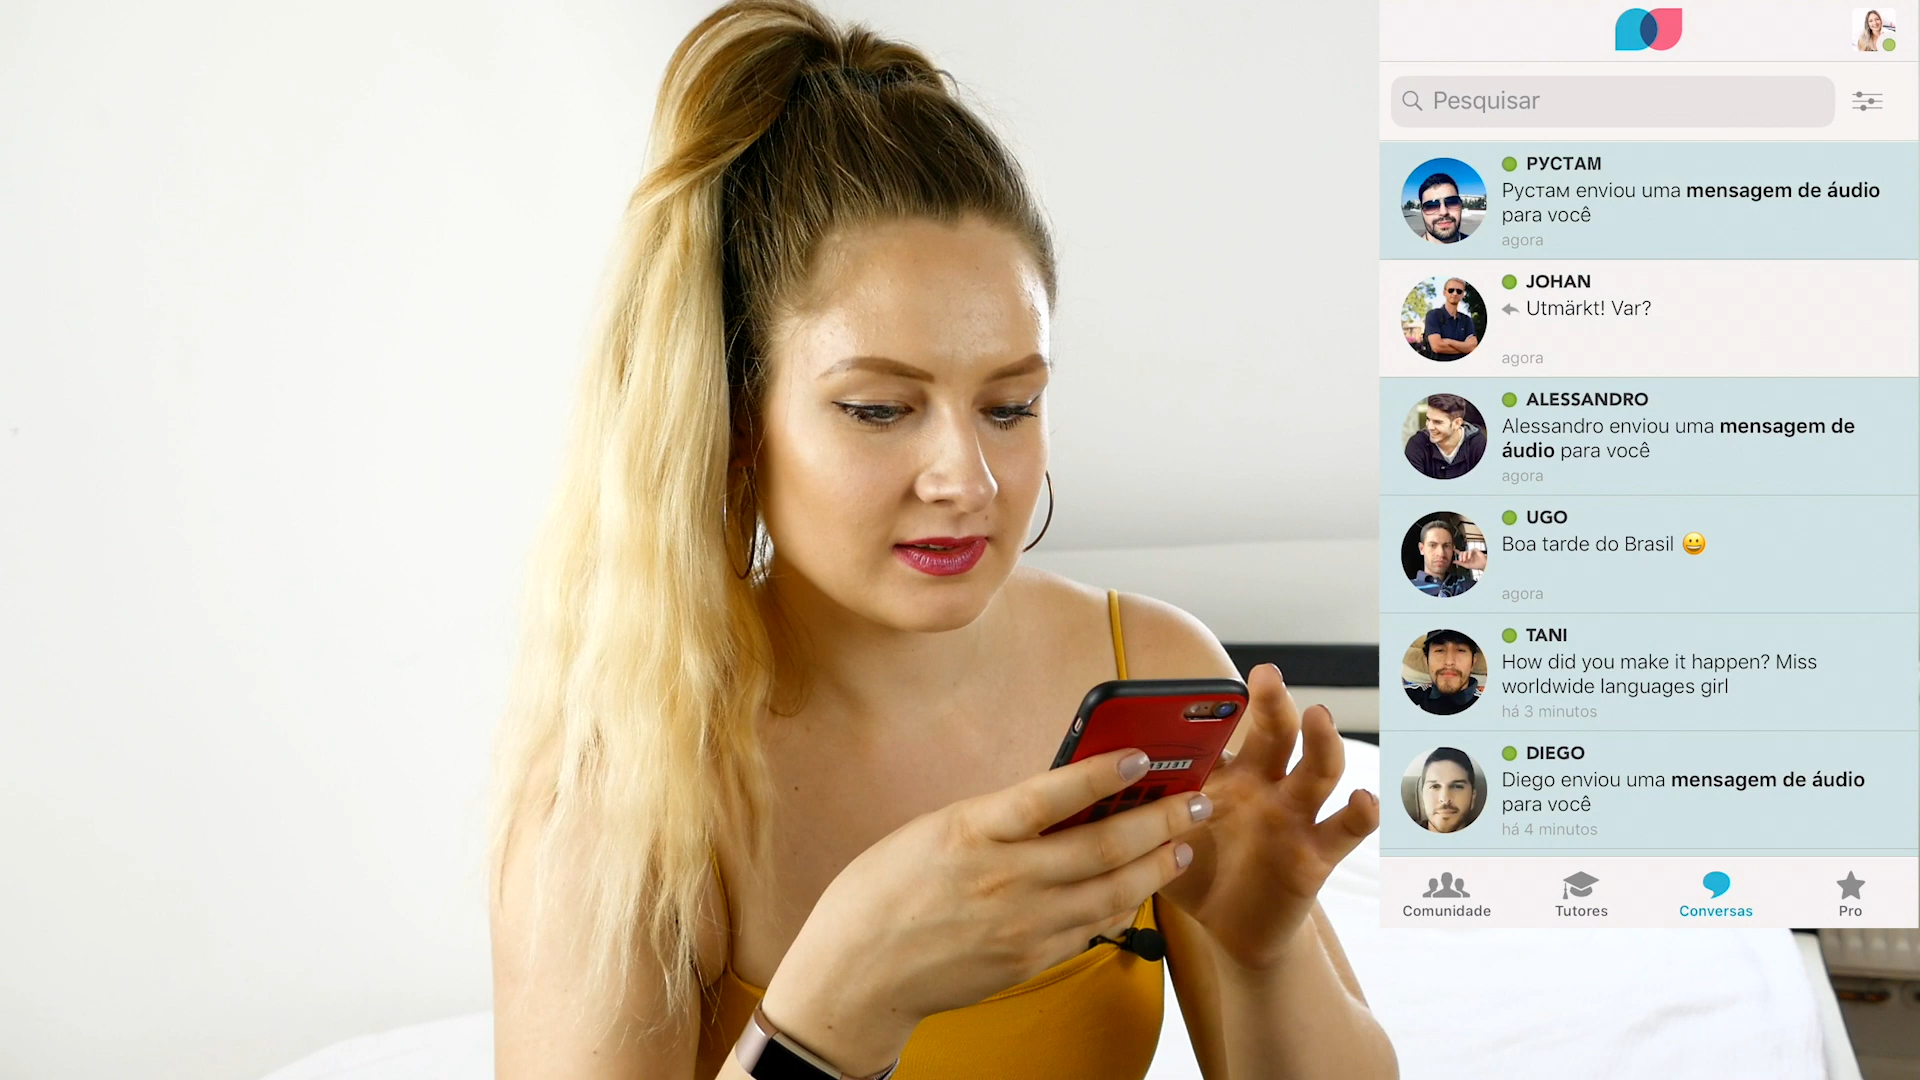 Pesquisar
РУСТАМ
Рустам enviou uma mensagem de áudio
para você
agora
JOHAN
Utmärkt! Var?
agora
ALESSANDRO
Alessandro enviou uma mensagem de
áudio para você
agora
UGO
Boa tarde do Brasil 😀
agora
TANI
How did you make it happen? Miss
worldwide languages girl
há 3 minutos
DIEGO
Diego enviou uma mensagem de áudio
para você
há 4 minutos
Comunidade
Tutores
Conversas
Pro